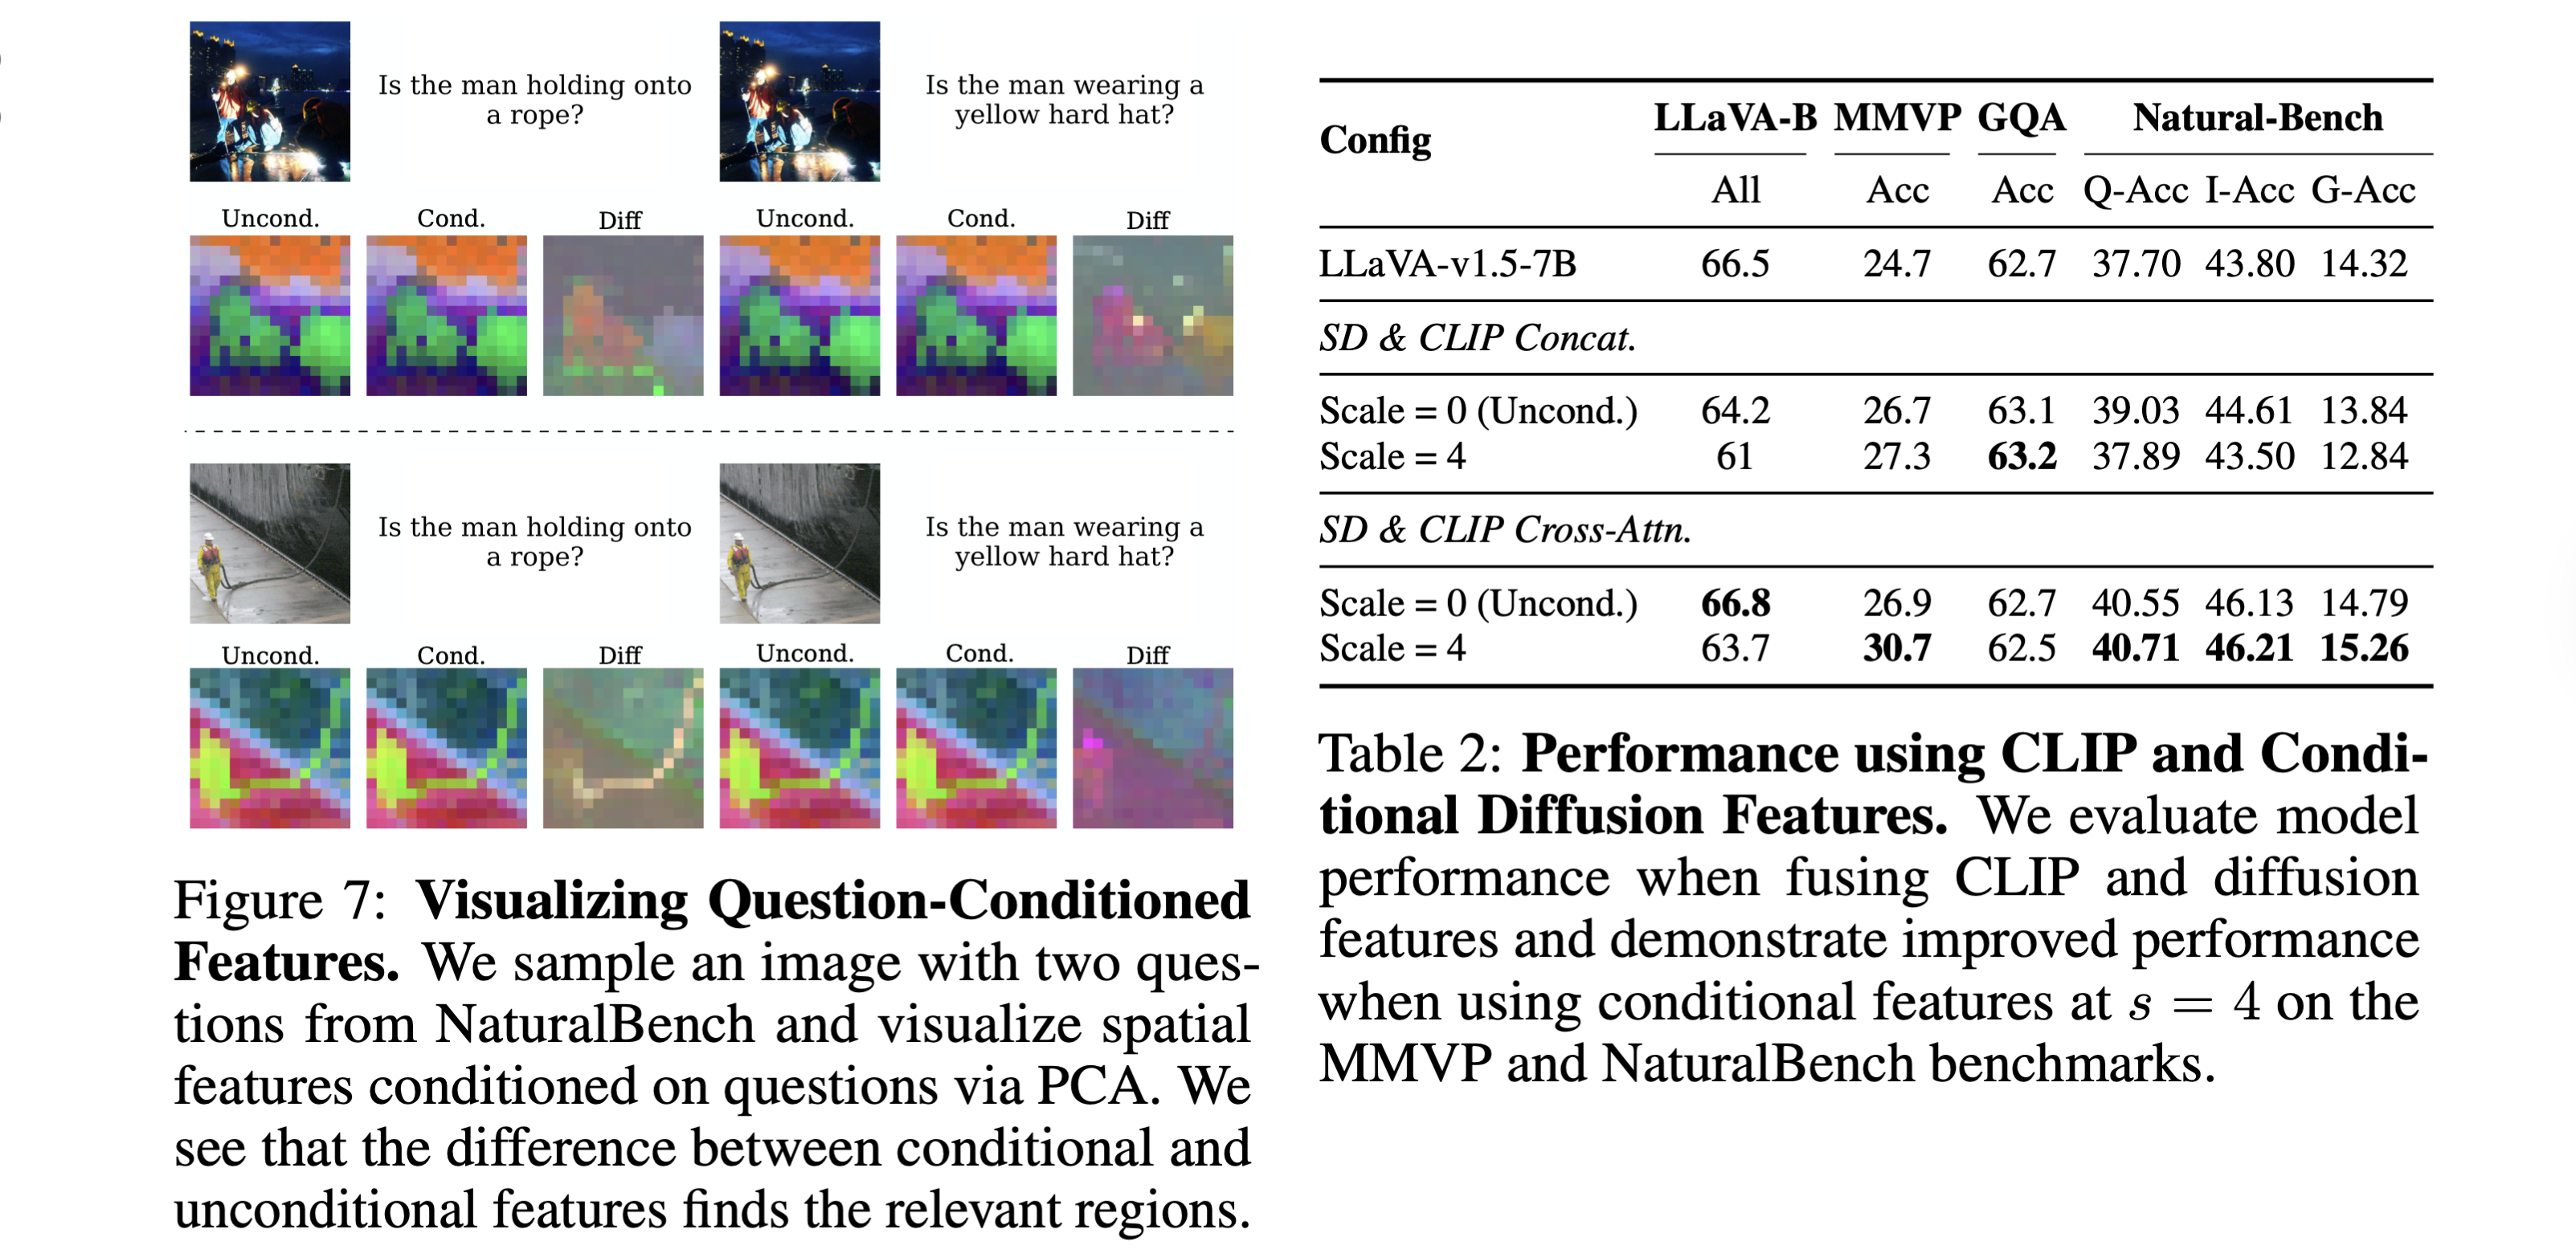 Is the man holding onto
a rope?
Is the man wearing a
yellow hard hat?
Uncond. Cond. Diff Uncond. Cond. Diff
Is the man holding onto
a rope?
Is the man wearing a
yellow hard hat?
Uncond. Cond. Diff Uncond. Cond. Diff
Figure 7: Visualizing Question-Conditioned
Features. We sample an image with two ques-
tions from NaturalBench and visualize spatial
features conditioned on questions via PCA. We
see that the difference between conditional and
unconditional features finds the relevant regions.
Config LLaVA-B MMVP GQA Natural-Bench
All Acc Acc Q-Acc I-Acc G-Acc
LLaVA-v1.5-7B 66.5 24.7 62.7 37.70 43.80 14.32
SD & CLIP Concat.
Scale = 0 (Uncond.) 64.2 26.7 63.1 39.03 44.61 13.84
Scale = 4 61 27.3 63.2 37.89 43.50 12.84
SD & CLIP Cross-Attn.
Scale = 0 (Uncond.) 66.8 26.9 62.7 40.55 46.13 14.79
Scale = 4 63.7 30.7 62.5 40.71 46.21 15.26
Table 2: Performance using CLIP and Condi-
tional Diffusion Features. We evaluate model
performance when fusing CLIP and diffusion
features and demonstrate improved performance
when using conditional features at s = 4 on the
MMVP and NaturalBench benchmarks.